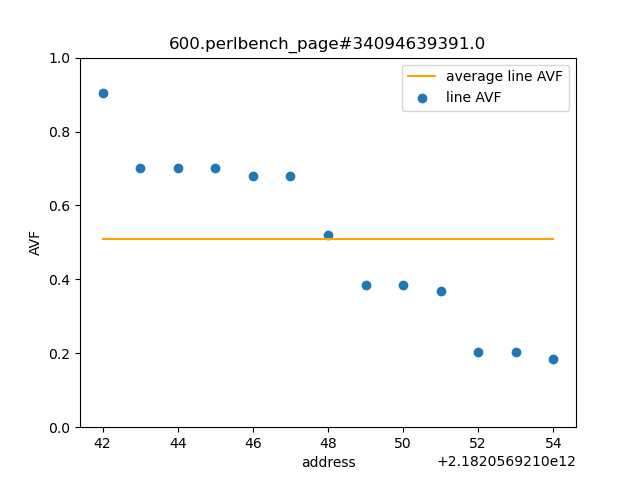 600.perlbench_page#34094639391.0
average line AVF
line AVF
AVF
1.0
0.8
0.6
0.4
0.2
0.0
42 44 46 48 50 52 54
address
+2.1820569210e12